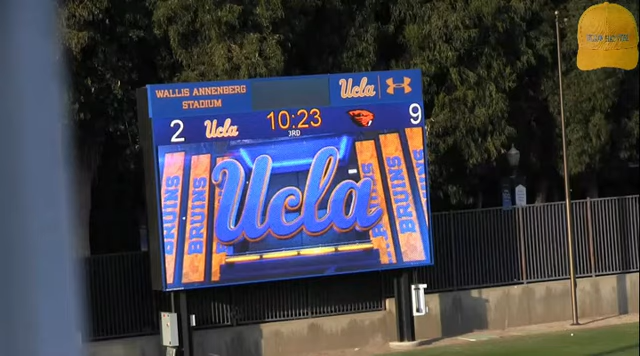 WALLIS ANNENBERG
STADIUM
Ucla
2
Ucla
10:23
3RD
9
BRUINS
BRUINS
Ucla
BRUINS
BRUINS